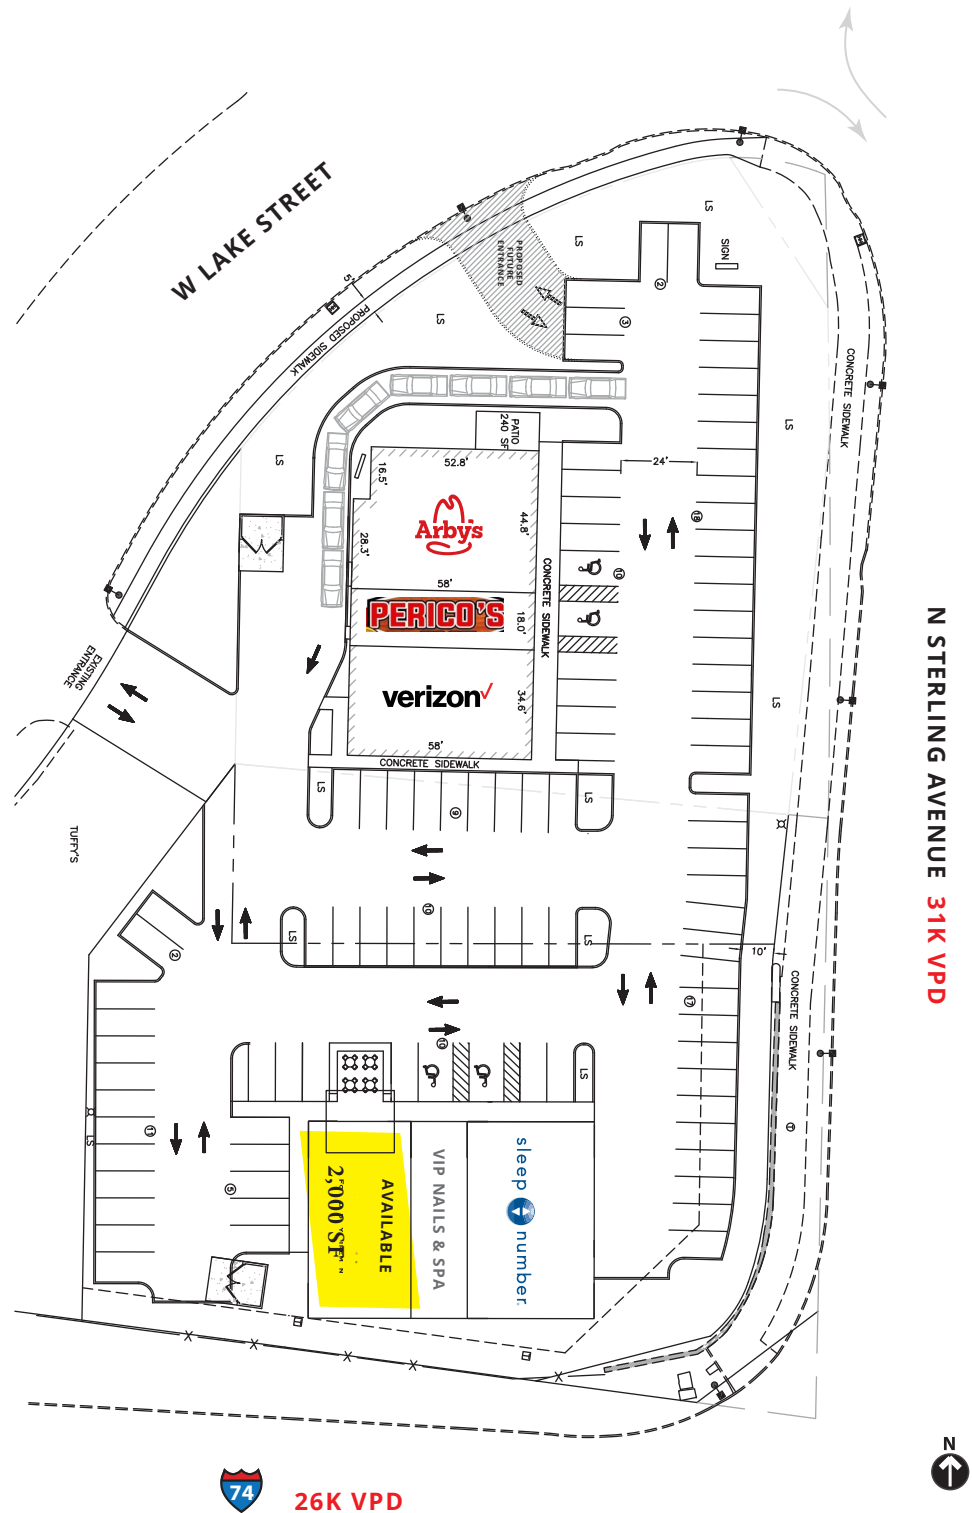 W LAKE STREET
LS
SIGN
LS
PROPOSED
FUTURE
ENTRANCE
2
3
5'
PROPOSED SIDEWALK
LS
CONCRETE SIDEWALK
LS
PATIO
240 SF
52.8'
16.5'
LS
24'
18
Arby's
44.8'
28.3'
CONCRETE SIDEWALK
10
58'
PERICO'S
18.0'
N STERLING AVENUE 31K VPD
EXISTING
ENTRANCE
verizon
34.6'
LS
58'
CONCRETE SIDEWALK
LS
LS
9
TUFFY'S
10
LS
LS
2
10'
CONCRETE SIDEWALK
17
10
LS
11
LS
T
5
AVAILABLE
2,000 SF
VIP NAILS & SPA
sleep number.
N
74
26K VPD